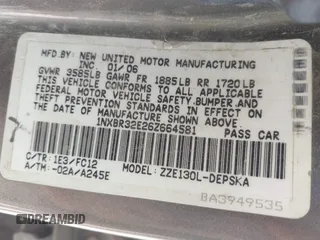 MFD. BY: NEW UNITED MOTOR MANUFACTURING
INC. 01/06
GVWR 3585LB GAWR FR 1885LB RR 1720LB
THIS VEHICLE CONFORMS TO ALL APPLICABLE
FEDERAL MOTOR VEHICLE SAFETY, BUMPER, AND
THEFT PREVENTION STANDARDS IN EFFECT ON
THE DATE OF MANUFACTURE SHOWN ABOVE.
1NXBR32E26Z664581 PASS CAR
C/TR: 1E3/FC12
A/TM: -02A/A245E
MODEL: ZZE130L-DEPSKA
BA3949535
© DREAMBID